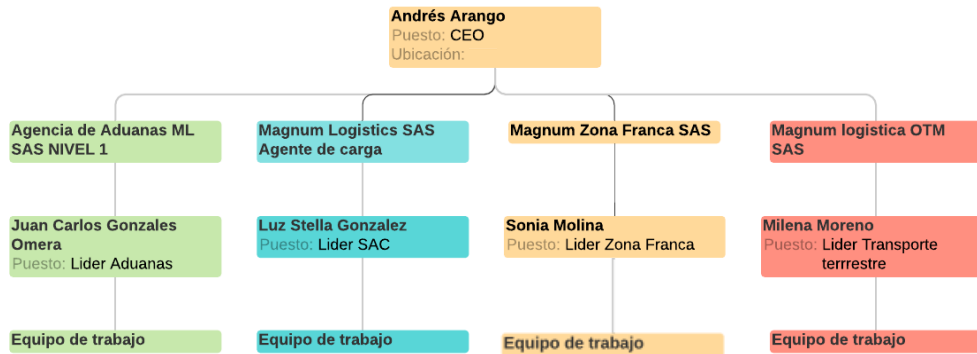 Andrés Arango
Puesto: CEO
Ubicación:
Agencia de Aduanas ML
SAS NIVEL 1
Magnum Logistics SAS
Agente de carga
Magnum Zona Franca SAS
Magnum logistica OTM
SAS
Juan Carlos Gonzales
Omera
Puesto: Lider Aduanas
Luz Stella Gonzalez
Puesto: Lider SAC
Sonia Molina
Puesto: Lider Zona Franca
Milena Moreno
Puesto: Lider Transporte
terrrestre
Equipo de trabajo
Equipo de trabajo
Equipo de trabajo
Equipo de trabajo